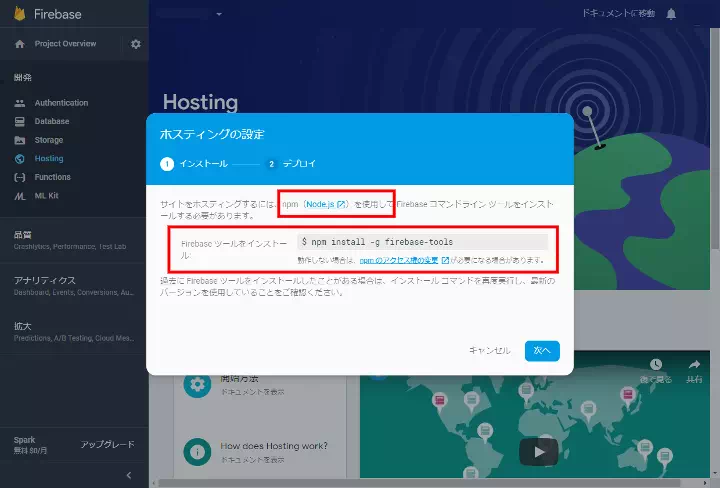 Firebase
ドキュメントに移動
Project Overview
開発
Authentication
Database
Storage
Hosting
Functions
ML Kit
品質
Crashlytics, Performance, Test Lab
アナリティクス
Dashboard, Events, Conversions, Au...
拡大
Predictions, A/B Testing, Cloud Mes...
Spark
無料 $0/月
アップグレード
Hosting
ホスティングの設定
1 インストール
2 デプロイ
サイトをホスティングするには、npm（Node.js）を使用して Firebase コマンドライン ツールをインスト
ールする必要があります。
Firebase ツールをインストー
ル:
$ npm install -g firebase-tools
動作しない場合は、npm のアクセス権の変更 が必要になる場合があります。
過去に Firebase ツールをインストールしたことがある場合は、インストール コマンドを再度実行し、最新の
バージョンを使用していることをご確認ください。
キャンセル
次へ
開始方法
ドキュメントを表示
How does Hosting work?
ドキュメントを表示
後で見る
共有